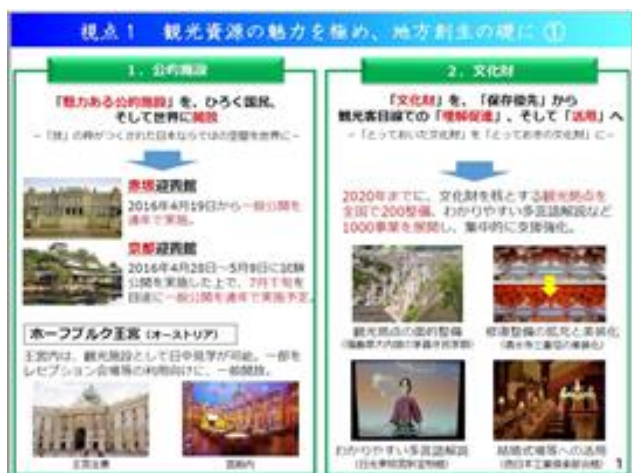 視点1 観光資源の魅力を極め、地方創生の礎に ①
1．公的施設
「魅力ある公的施設」を、ひろく国民、
そして世界に開放
－「技」の粋がつくされた日本ならではの空間を世界に－
赤坂迎賓館
2016年4月19日から一般公開を
通年で実施。
京都迎賓館
2016年4月28日～5月9日に試験
公開を実施した上で、7月下旬を
目途に一般公開を通年で実施予定。
ホーフブルク王宮（オーストリア）
王宮内は、観光施設として日中見学が可能。一部を
レセプション会場等の利用向けに、一般開放。
王宮
2．文化財
「文化財」を、「保存優先」から
観光客目線での「理解促進」、そして「活用」へ
－「とっておいた文化財」を「とっておきの文化財」に－
2020年までに、文化財を核とする観光拠点を
全国で200整備、わかりやすい多言語解説など
1000事業を展開し、集中的に支援強化。
観光拠点の面的整備
修理整備の拡充と美装化
わかりやすい多言語解説
結婚式場等への活用